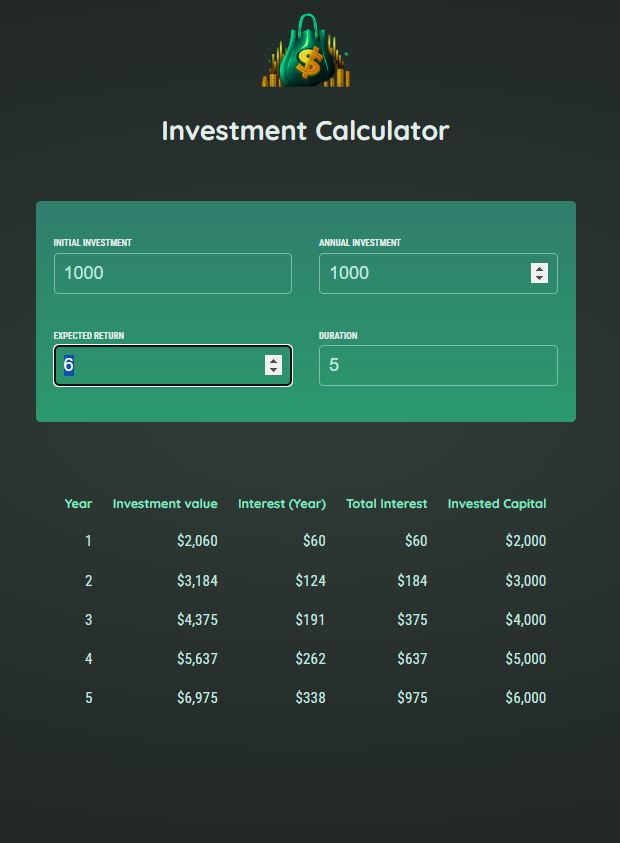 $
Investment Calculator
INITIAL INVESTMENT ANNUAL INVESTMENT
1000 1000
EXPECTED RETURN DURATION
6 5
Year Investment value Interest (Year) Total Interest Invested Capital
1 $2,060 $60 $60 $2,000
2 $3,184 $124 $184 $3,000
3 $4,375 $191 $375 $4,000
4 $5,637 $262 $637 $5,000
5 $6,975 $338 $975 $6,000